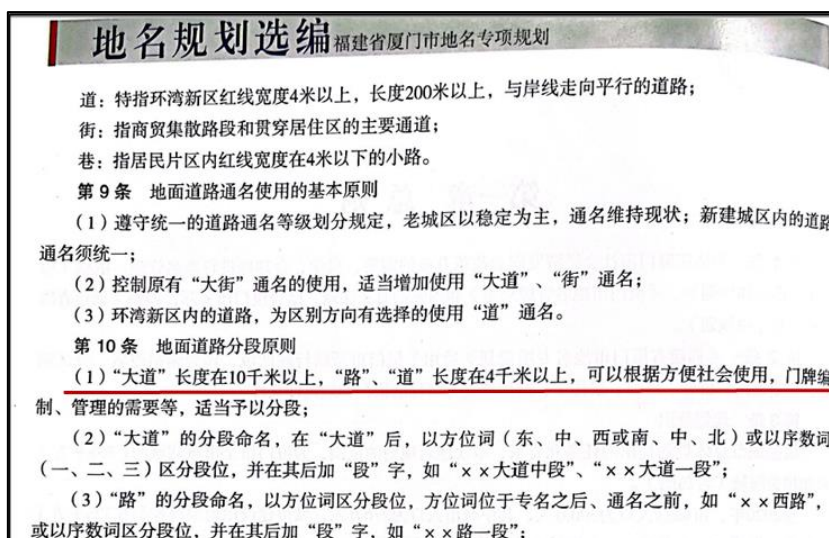 地名规划选编福建省厦门市地名专项规划
道：特指环湾新区红线宽度4米以上，长度200米以上，与岸线走向平行的道路；
街：指商贸集散路段和贯穿居住区的主要通道；
巷：指居民片区内红线宽度在4米以下的小路。
第9条 地面道路通名使用的基本原则
（1）遵守统一的道路通名等级划分规定，老城区以稳定为主，通名维持现状；新建城区内的道路
通名须统一；
（2）控制原有“大街”通名的使用，适当增加使用“大道”、“街”通名；
（3）环湾新区内的道路，为区别方向有选择的使用“道”通名。
第10条 地面道路分段原则
（1）“大道”长度在10千米以上，“路”、“道”长度在4千米以上，可以根据方便社会使用，门牌编
制、管理的需要等，适当予以分段；
（2）“大道”的分段命名，在“大道”后，以方位词（东、中、西或南、中、北）或以序数词
（一、二、三）区分段位，并在其后加“段”字，如“××大道中段”、“××大道一段”；
（3）“路”的分段命名，以方位词区分段位，方位词位于专名之后、通名之前，如“××西路”，
或以序数词区分段位，并在其后加“段”字，如“××路一段”；